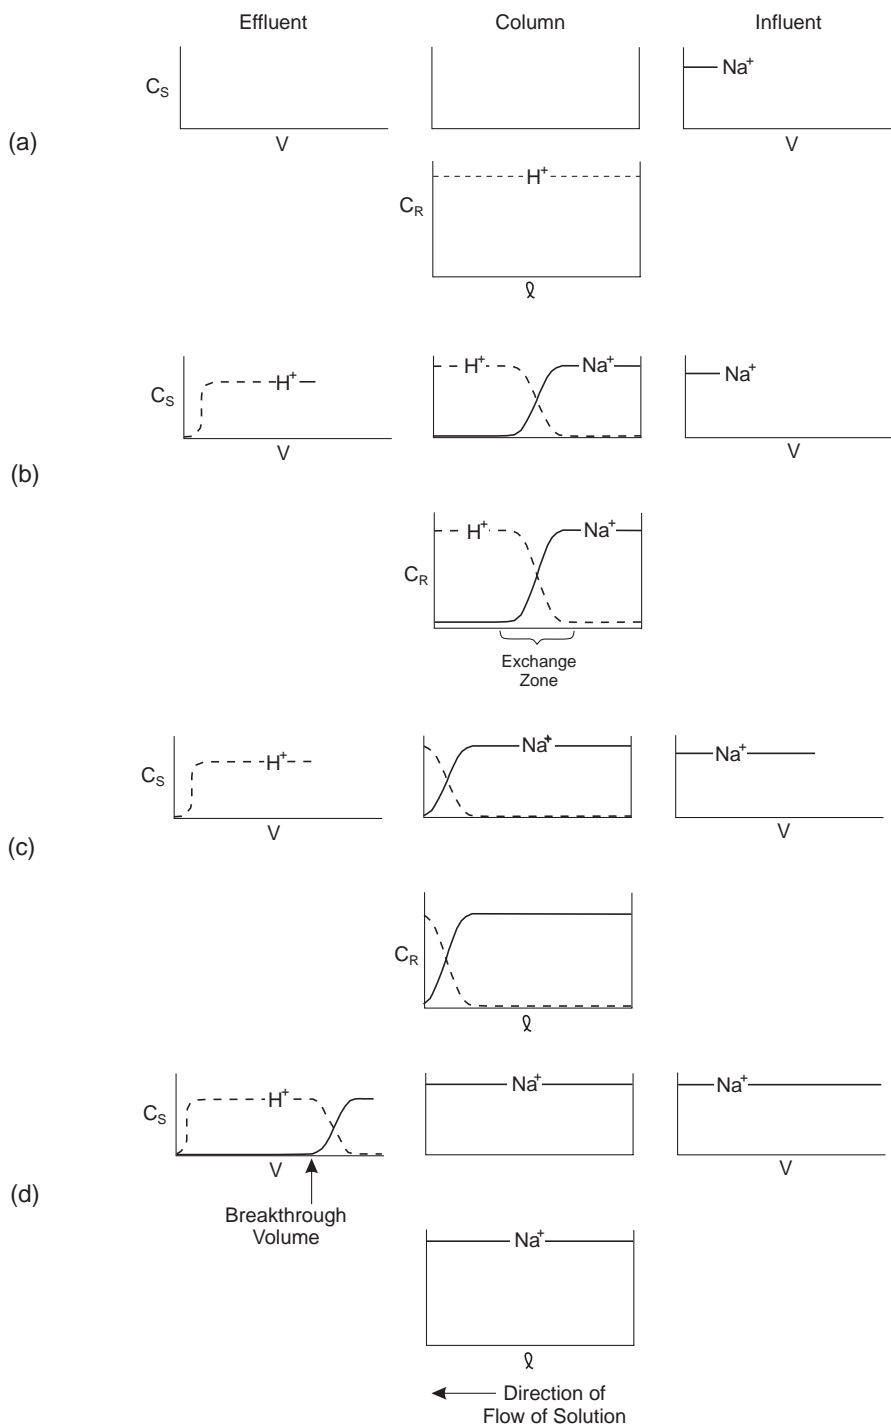 Effluent Column Influent
C_S Na⁺
(a) V V
H⁺
C_R
ℓ
H⁺ Na⁺ Na⁺
C_S H⁺
V V
(b)
H⁺ Na⁺
C_R
Exchange
Zone
Na⁺ Na⁺
C_S H⁺
V V
(c)
C_R
ℓ
Na⁺ Na⁺
C_S H⁺
V V
(d)
Breakthrough
Volume
Na⁺
ℓ
Direction of
Flow of Solution